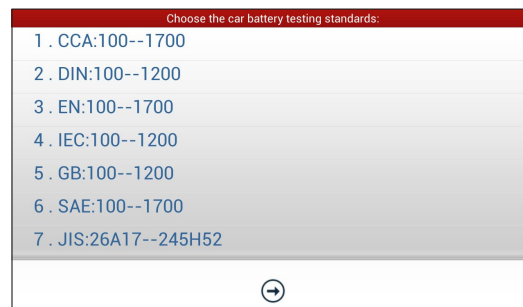 Choose the car battery testing standards:
1 . CCA:100--1700
2 . DIN:100--1200
3 . EN:100--1700
4 . IEC:100--1200
5 . GB:100--1200
6 . SAE:100--1700
7 . JIS:26A17--245H52